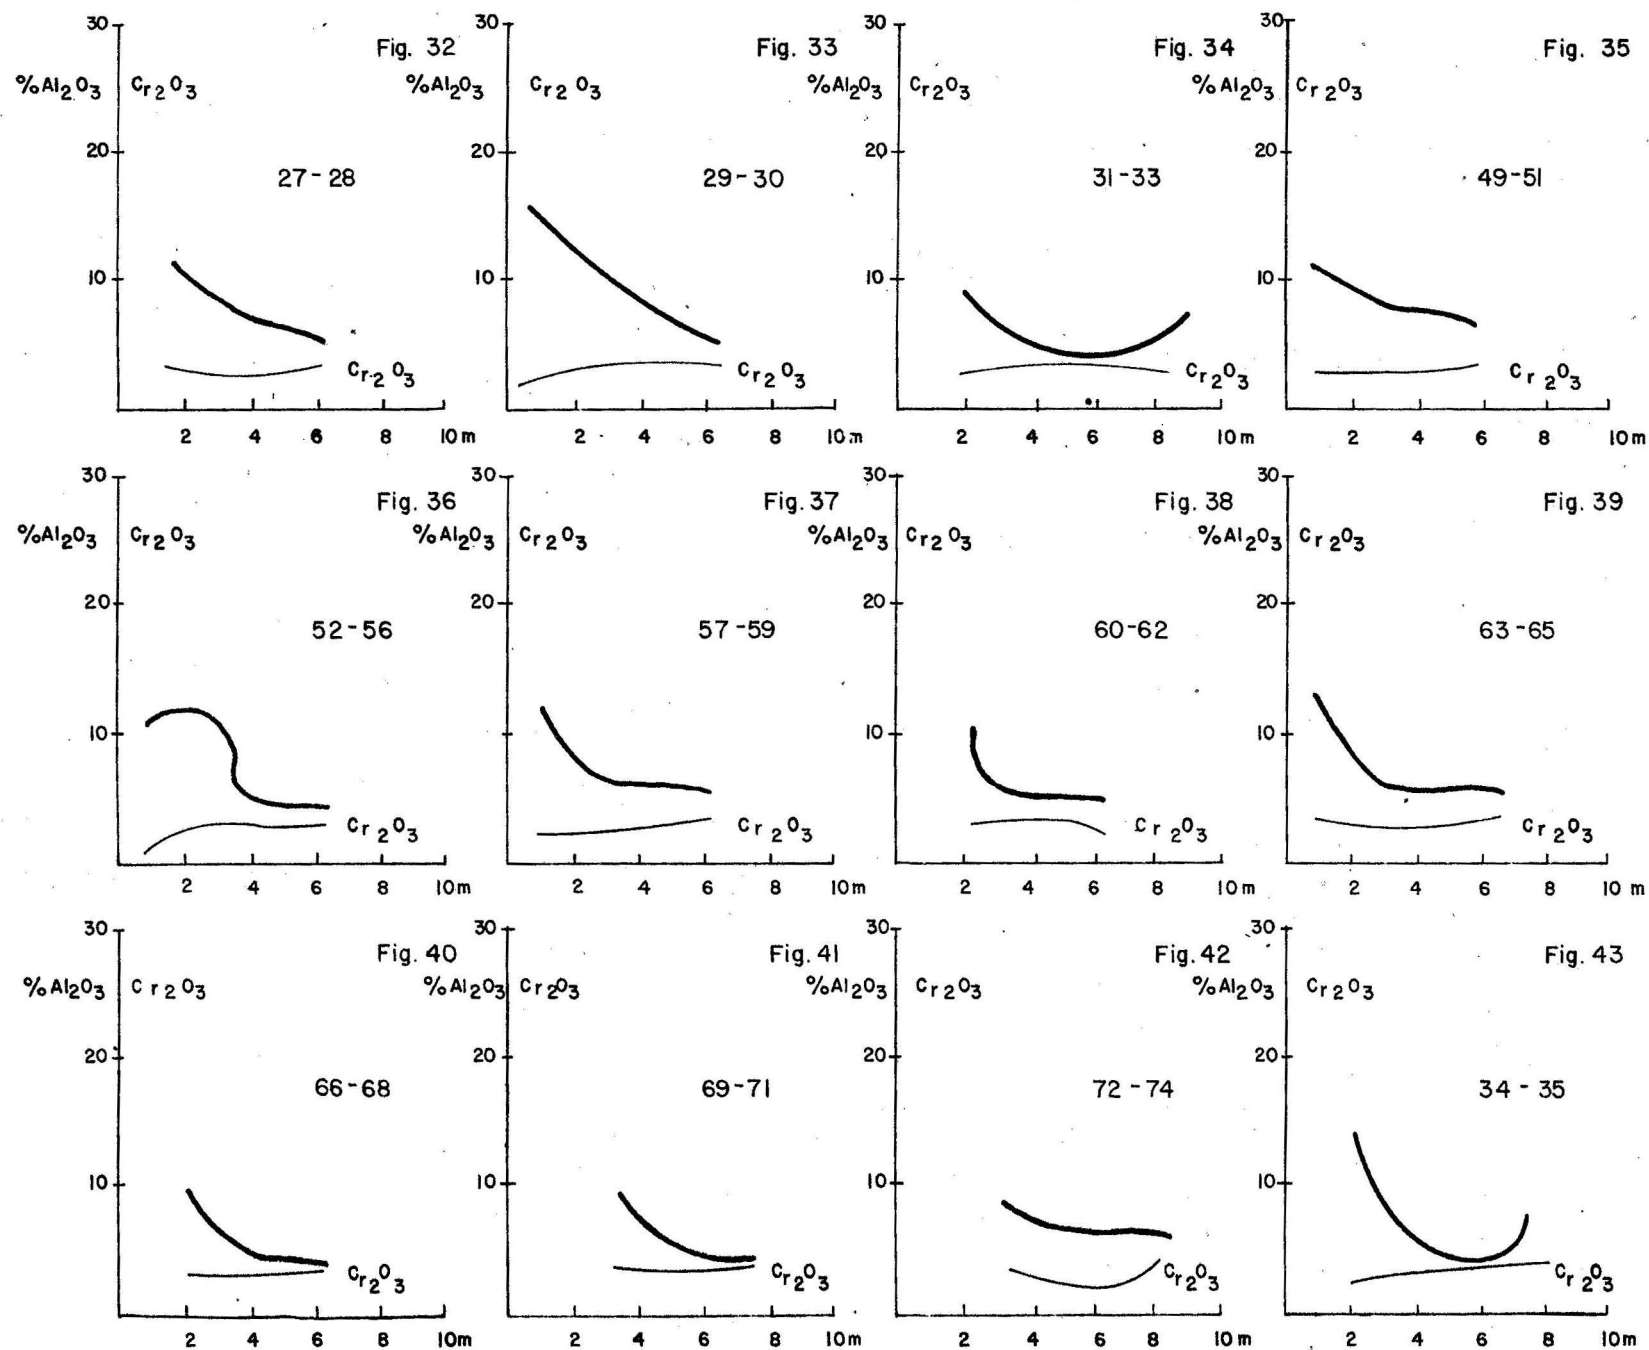 30 Fig. 32
%Al₂O₃ Cr₂O₃
20
27-28
10
Cr₂O₃
2 4 6 8 10m
30 Fig. 33
%Al₂O₃ Cr₂O₃
20
29-30
10
Cr₂O₃
2 4 6 8 10m
30 Fig. 34
%Al₂O₃ Cr₂O₃
20
31-33
10
Cr₂O₃
2 4 6 8 10m
30 Fig. 35
%Al₂O₃ Cr₂O₃
20
49-51
10
Cr₂O₃
2 4 6 8 10m
30 Fig. 36
%Al₂O₃ Cr₂O₃
20
52-56
10
Cr₂O₃
2 4 6 8 10m
30 Fig. 37
%Al₂O₃ Cr₂O₃
20
57-59
10
Cr₂O₃
2 4 6 8 10m
30 Fig. 38
%Al₂O₃ Cr₂O₃
20
60-62
10
Cr₂O₃
2 4 6 8 10m
30 Fig. 39
%Al₂O₃ Cr₂O₃
20
63-65
10
Cr₂O₃
2 4 6 8 10 m
30 Fig. 40
%Al₂O₃ Cr₂O₃
20
66-68
10
Cr₂O₃
2 4 6 8 10m
30 Fig. 41
%Al₂O₃ Cr₂O₃
20
69-71
10
Cr₂O₃
2 4 6 8 10m
30 Fig. 42
%Al₂O₃ Cr₂O₃
20
72-74
10
Cr₂O₃
2 4 6 8 10m
30 Fig. 43
%Al₂O₃ Cr₂O₃
20
34-35
10
Cr₂O₃
2 4 6 8 10m